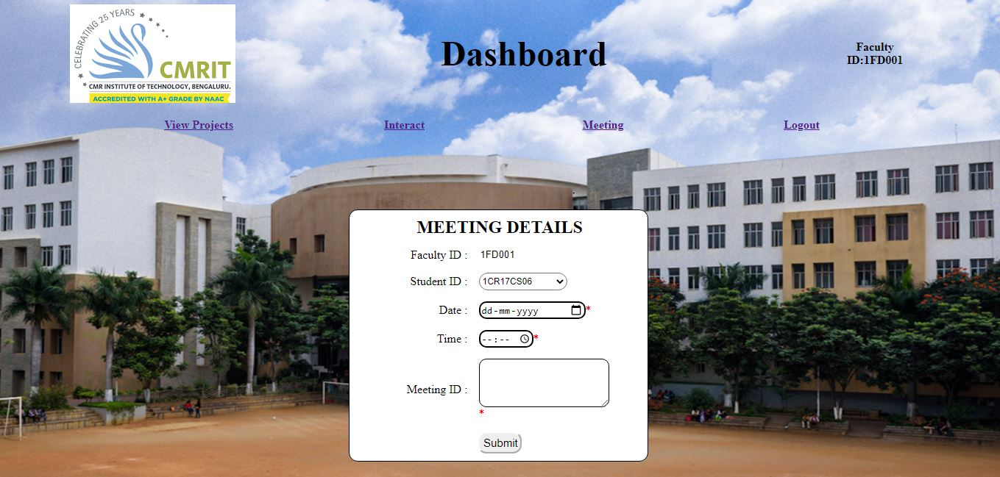 CELEBRATING 25 YEARS
CMRIT
CMR INSTITUTE OF TECHNOLOGY, BENGALURU.
ACCREDITED WITH A+ GRADE BY NAAC
Dashboard
Faculty
ID:1FD001
View Projects Interact Meeting Logout
MEETING DETAILS
Faculty ID : 1FD001
Student ID : 1CR17CS06
Date : dd-mm-yyyy *
Time : --:-- *
Meeting ID :
*
Submit